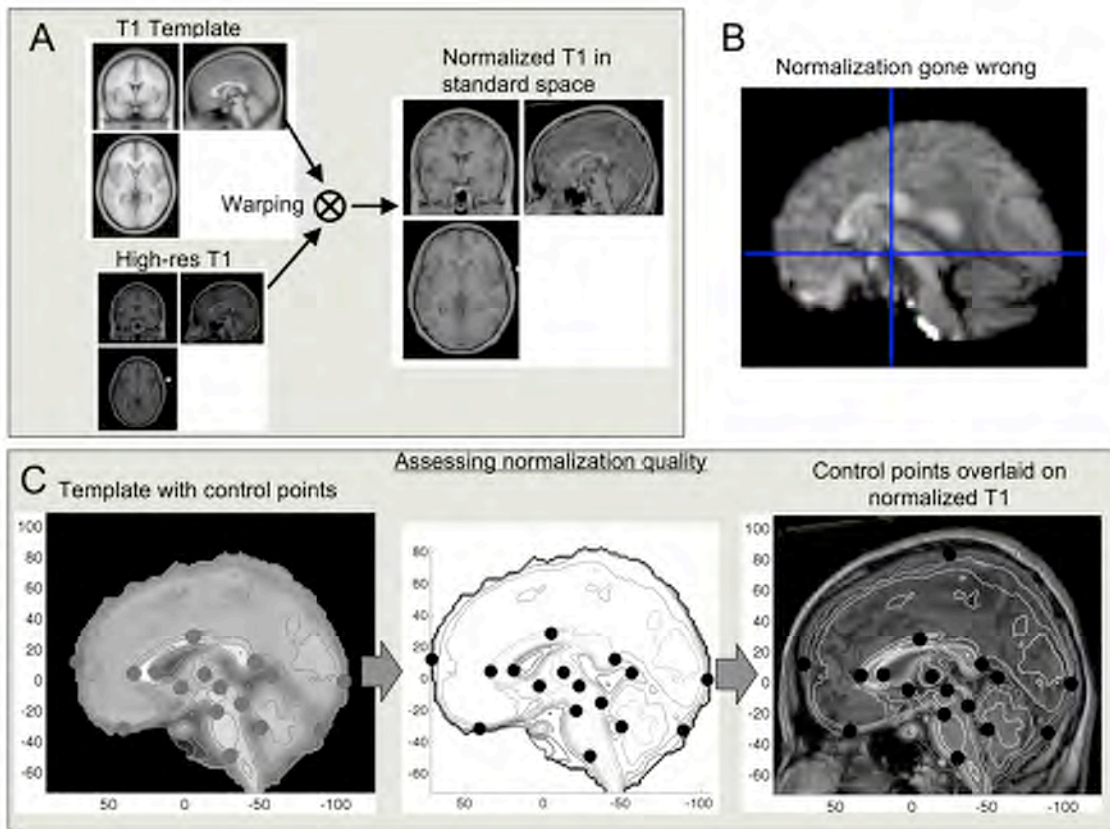 A
T1 Template
Normalized T1 in
standard space
Warping
High-res T1
B
Normalization gone wrong
C
Assessing normalization quality
Template with control points
Control points overlaid on
normalized T1
100
80
60
40
20
0
-20
-40
-60
50
0
-50
-100
80
60
40
20
0
-20
-40
-60
50
0
-50
-100
100
80
60
40
20
0
-20
-40
-60
50
0
-50
-100